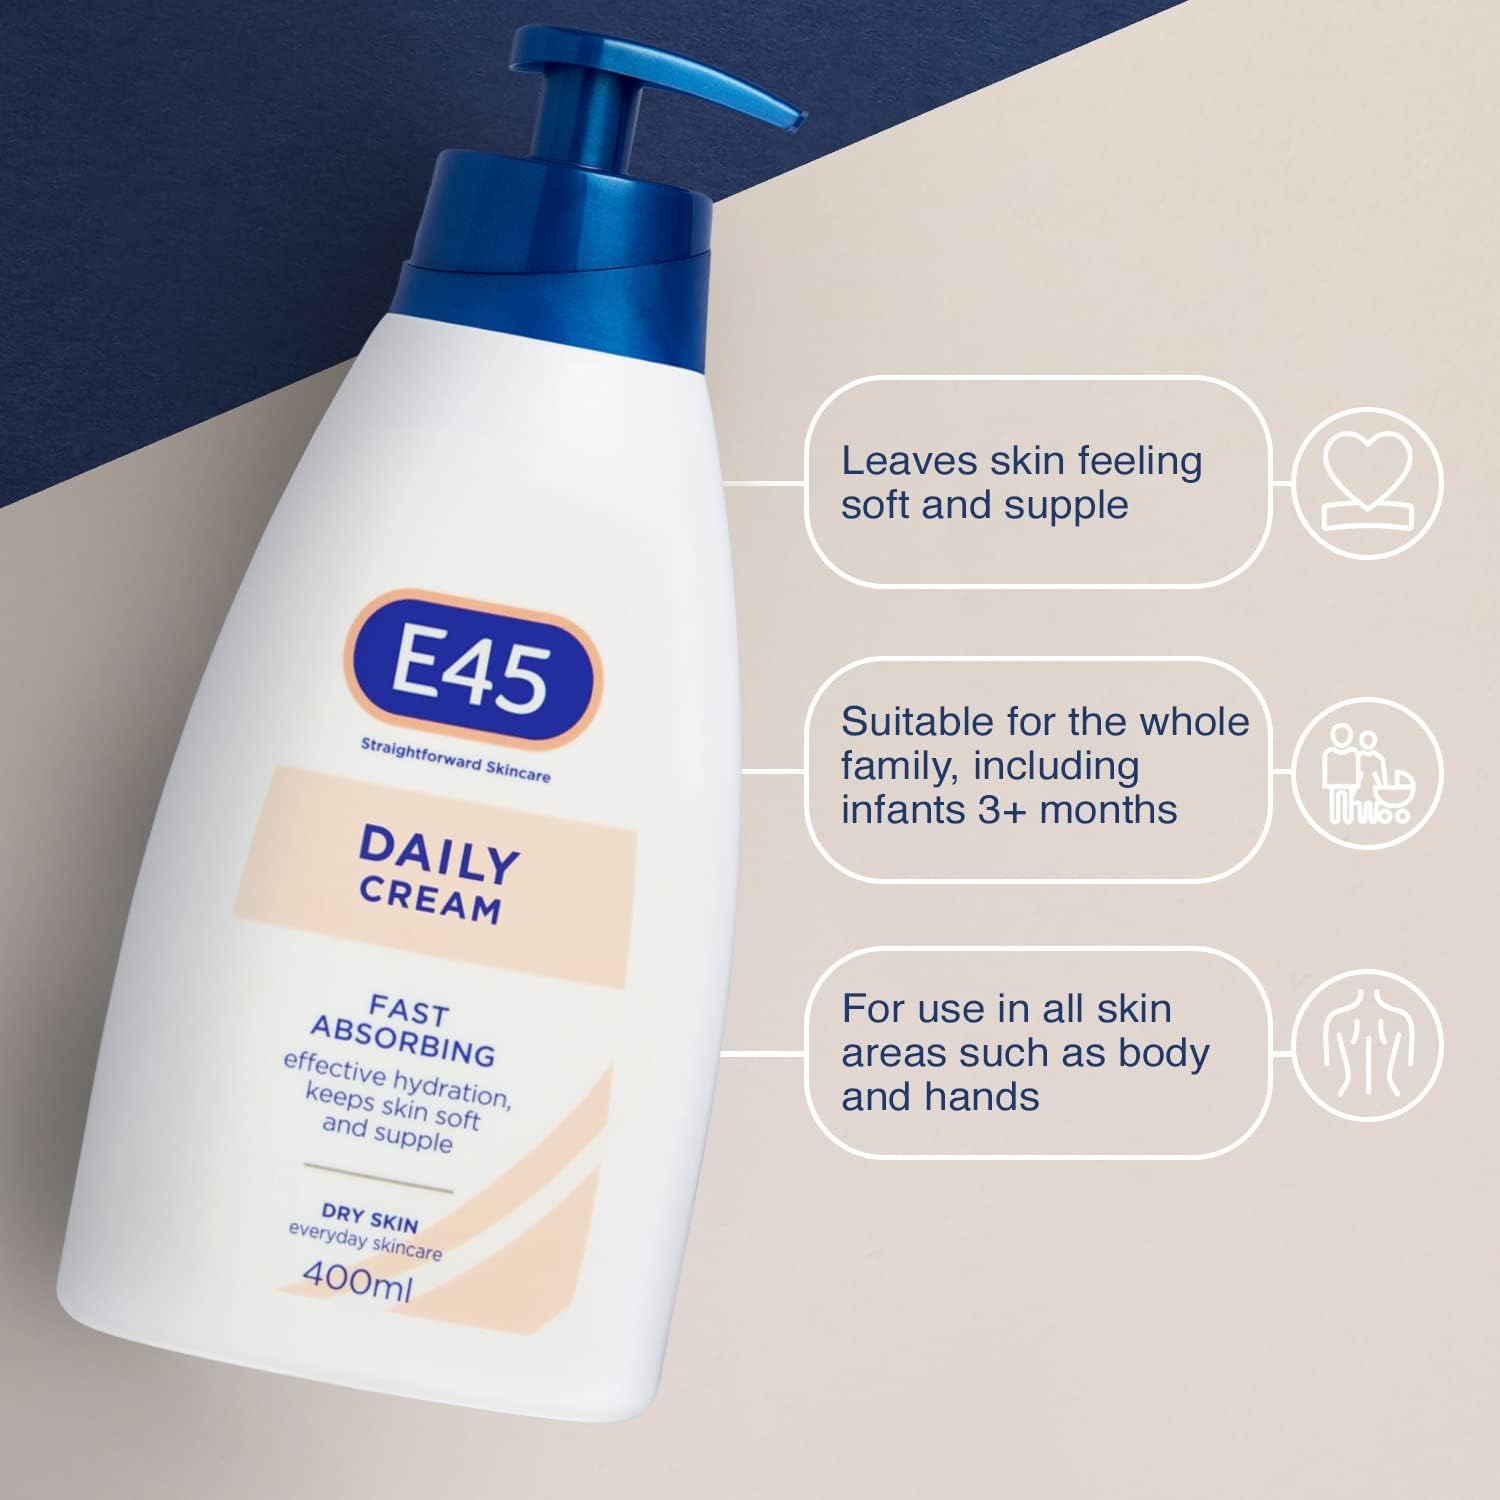 E45
Straightforward Skincare
DAILY
CREAM
FAST
ABSORBING
effective hydration,
keeps skin soft
and supple
DRY SKIN
everyday skincare
400ml
Leaves skin feeling
soft and supple
Suitable for the whole
family, including
infants 3+ months
For use in all skin
areas such as body
and hands